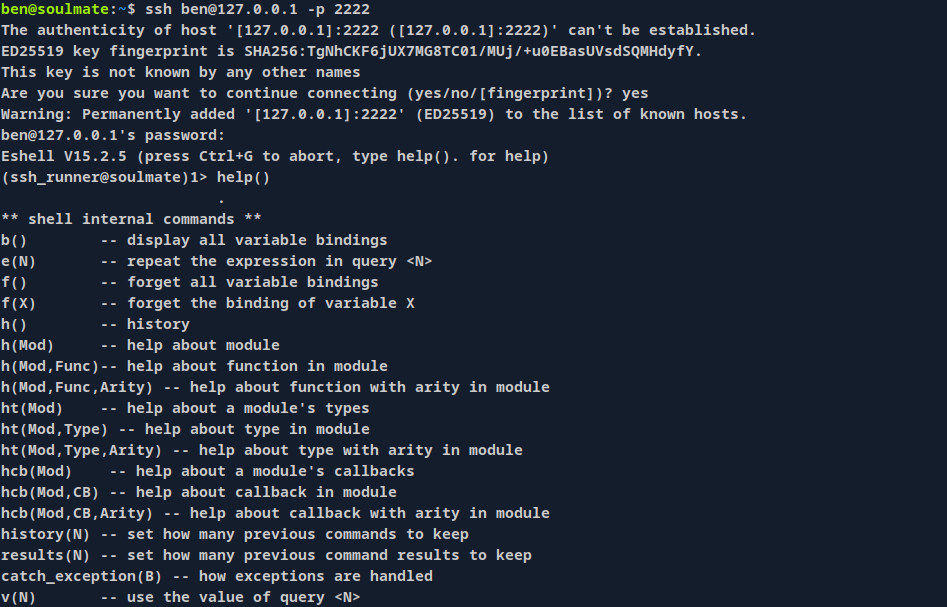 ben@soulmate:~$ ssh ben@127.0.0.1 -p 2222
The authenticity of host '[127.0.0.1]:2222 ([127.0.0.1]:2222)' can't be established.
ED25519 key fingerprint is SHA256:TgNhCKF6jUX7MG8TC01/MUj/+u0EBasUVsdSQMHdyfY.
This key is not known by any other names
Are you sure you want to continue connecting (yes/no/[fingerprint])? yes
Warning: Permanently added '[127.0.0.1]:2222' (ED25519) to the list of known hosts.
ben@127.0.0.1's password:
Eshell V15.2.5 (press Ctrl+G to abort, type help(). for help)
(ssh_runner@soulmate)1> help()
.
** shell internal commands **
b()        -- display all variable bindings
e(N)       -- repeat the expression in query <N>
f()        -- forget all variable bindings
f(X)       -- forget the binding of variable X
h()        -- history
h(Mod)     -- help about module
h(Mod,Func)-- help about function in module
h(Mod,Func,Arity) -- help about function with arity in module
ht(Mod)    -- help about a module's types
ht(Mod,Type) -- help about type in module
ht(Mod,Type,Arity) -- help about type with arity in module
hcb(Mod)    -- help about a module's callbacks
hcb(Mod,CB) -- help about callback in module
hcb(Mod,CB,Arity) -- help about callback with arity in module
history(N) -- set how many previous commands to keep
results(N) -- set how many previous command results to keep
catch_exception(B) -- how exceptions are handled
v(N)       -- use the value of query <N>